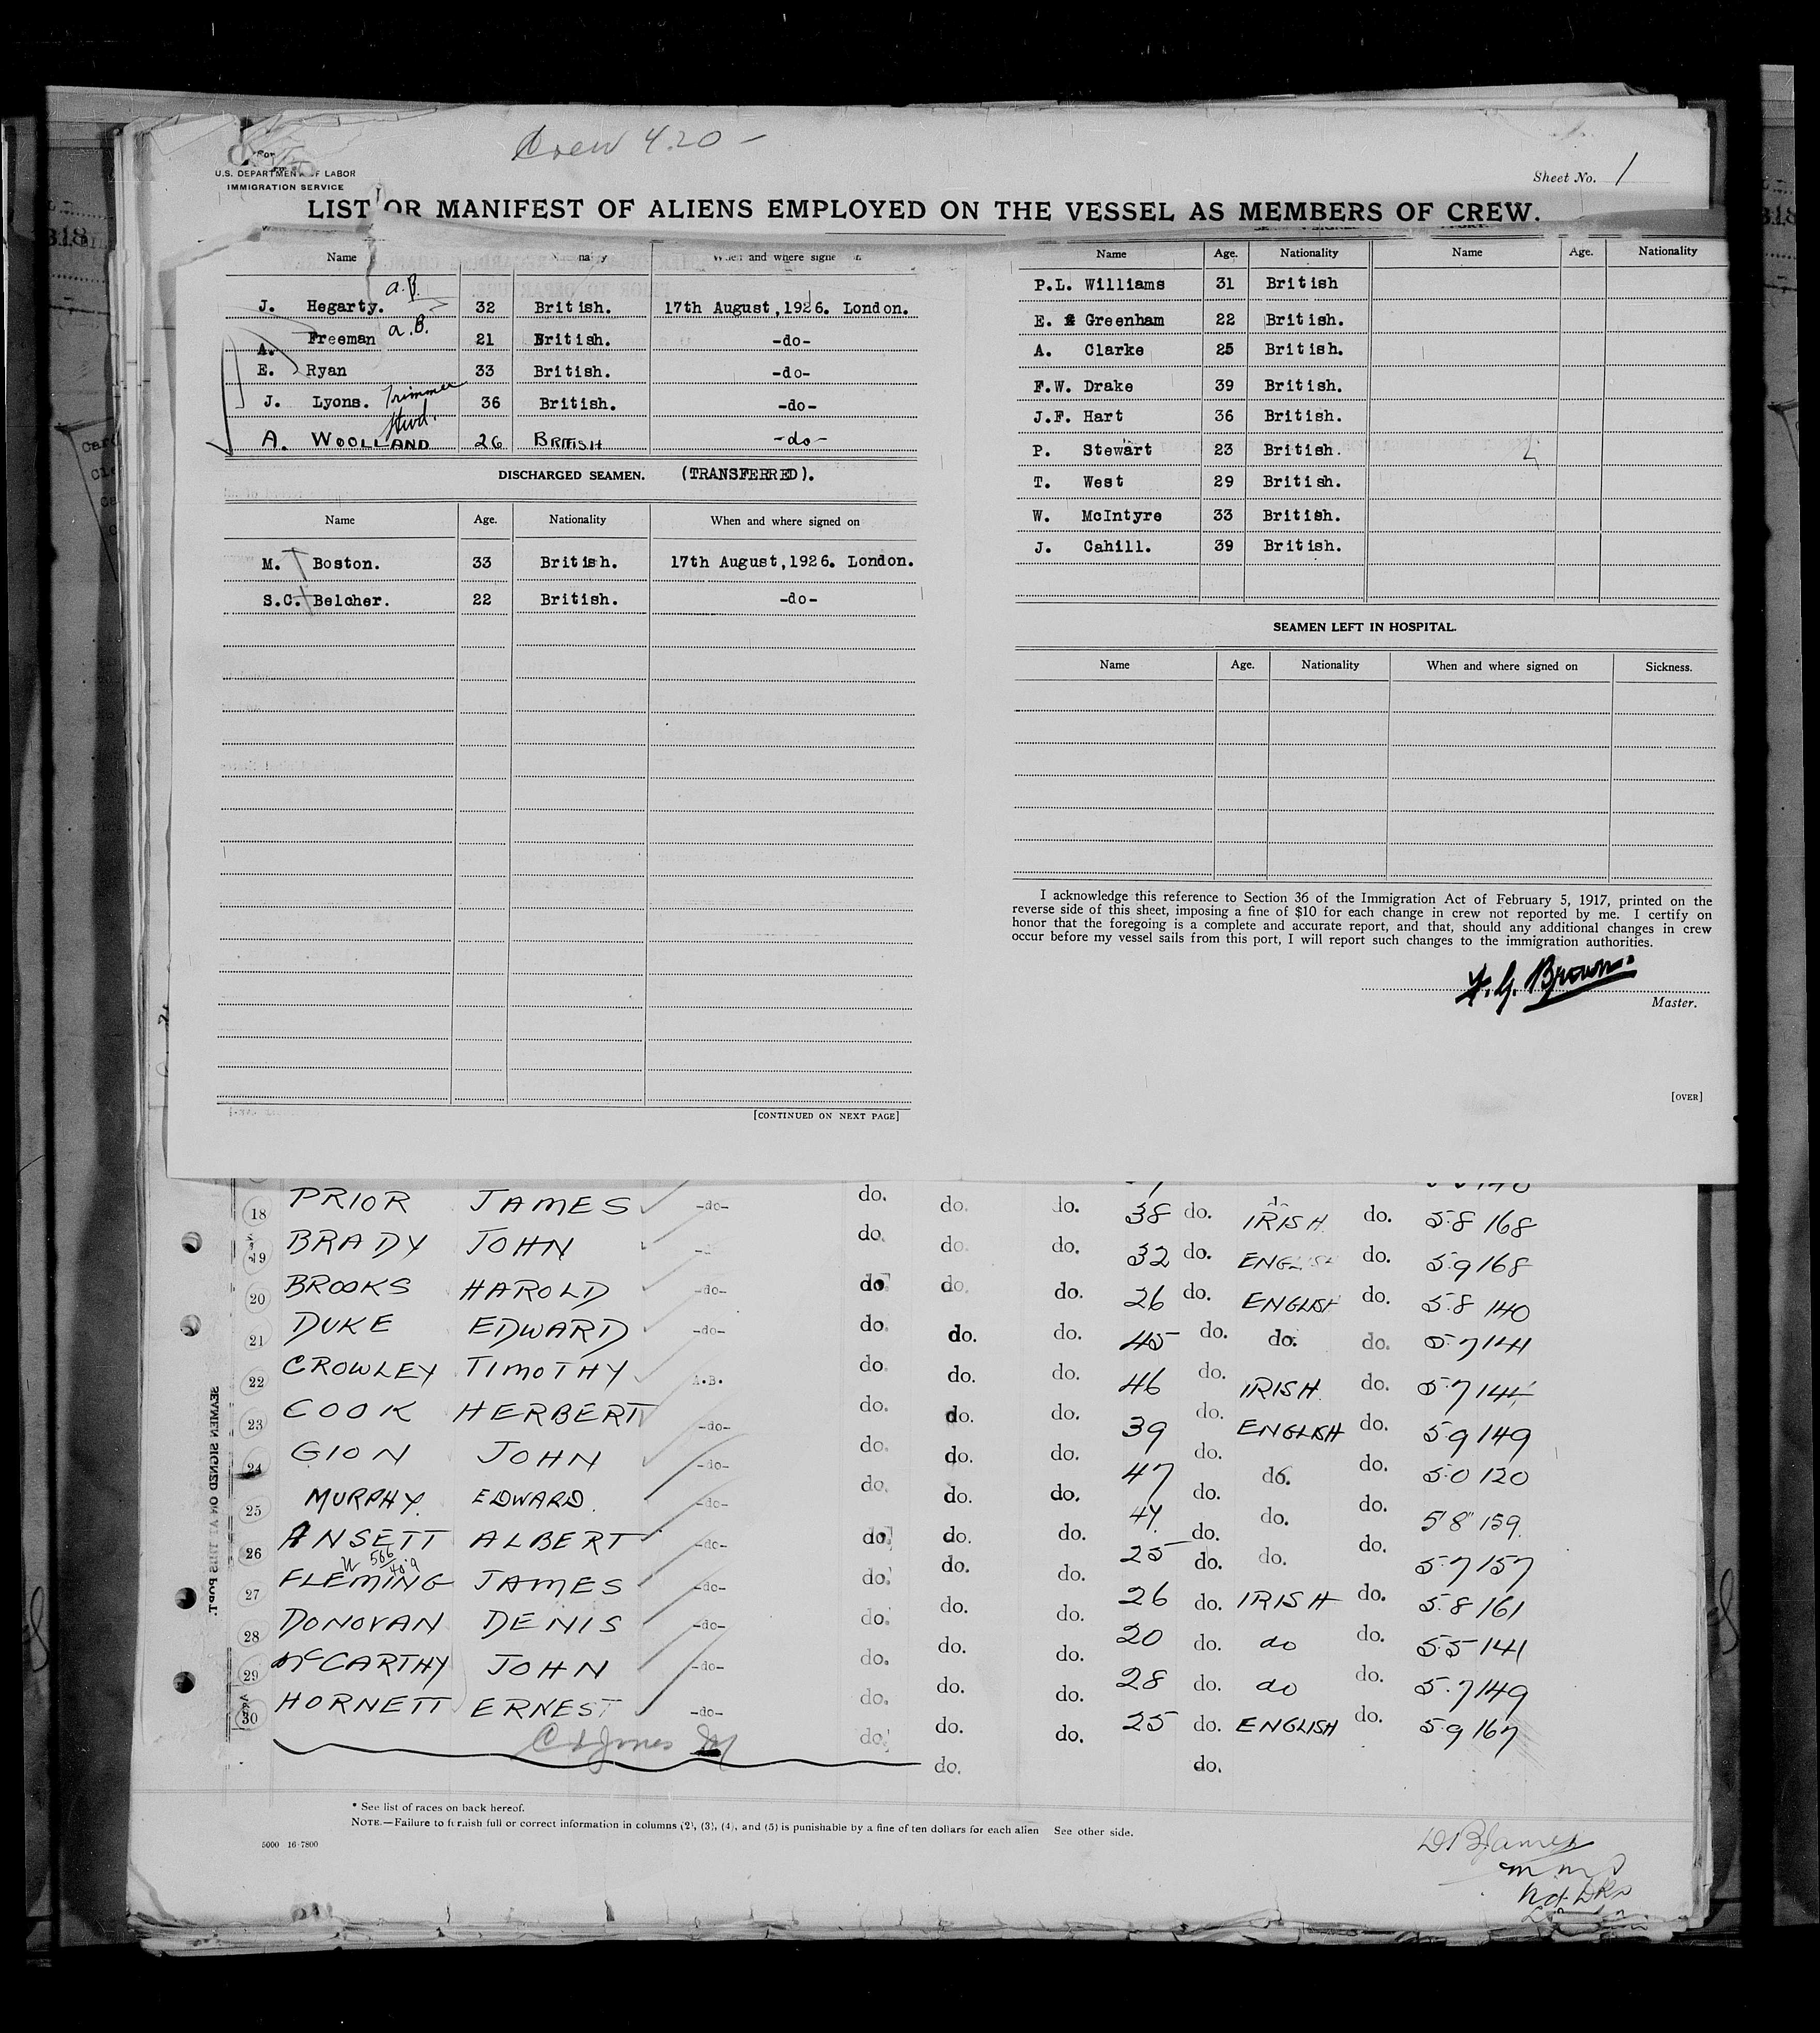 Crew 4.20 —
U.S. DEPARTMENT OF LABOR
IMMIGRATION SERVICE
Sheet No. 1
LIST OR MANIFEST OF ALIENS EMPLOYED ON THE VESSEL AS MEMBERS OF CREW.
Name When and where signed
J. Hegarty. a.B. 32 British. 17th August,1926. London.
A. Freeman a.B. 21 British. -do-
E. Ryan 33 British. -do-
J. Lyons. Trimmer 36 British. -do-
A. WOOLLAND Stwd. 26 BRITISH -do-
DISCHARGED SEAMEN. (TRANSFERRED).
Name Age. Nationality When and where signed on
M. Boston. 33 British. 17th August,1926. London.
S.C. Belcher. 22 British. -do-
[CONTINUED ON NEXT PAGE]
Name Age. Nationality Name Age. Nationality
P.L. Williams 31 British
E. Greenham 22 British.
A. Clarke 25 British.
F.W. Drake 39 British.
J.F. Hart 36 British.
P. Stewart 23 British.
T. West 29 British.
W. McIntyre 33 British.
J. Cahill. 39 British.
SEAMEN LEFT IN HOSPITAL.
Name Age. Nationality When and where signed on Sickness.
I acknowledge this reference to Section 36 of the Immigration Act of February 5, 1917, printed on the
reverse side of this sheet, imposing a fine of $10 for each change in crew not reported by me. I certify on
honor that the foregoing is a complete and accurate report, and that, should any additional changes in crew
occur before my vessel sails from this port, I will report such changes to the immigration authorities.
F. G. Brown.
Master.
[OVER]
18 PRIOR JAMES -do- do. do. do. 38 do. IRISH do. 5.8 168
19 BRADY JOHN do. do. do. 32 do. ENGLISH do. 5.9 168
20 BROOKS HAROLD -do- do. do. do. 26 do. ENGLISH do. 5.8 140
21 DUKE EDWARD -do- do. do. do. 45 do. do. do. 5.7 141
22 CROWLEY TIMOTHY A.B. do. do. do. 46 do. IRISH do. 5.7 144
23 COOK HERBERT -do- do. do. do. 39 do. ENGLISH do. 5.9 149
24 GION JOHN -do- do. do. do. 47 do. do. do. 5.0 120
25 MURPHY. EDWARD. -do- do. do. do. 44. do. do. do. 5'8" 159.
26 ANSETT ALBERT -do- do. do. do. 25 do. do. do. 5.7 157
27 FLEMING JAMES -do- do. do. do. 26 do. IRISH do. 5.8 161
28 DONOVAN DENIS -do- do. do. do. 20 do. do do. 5.5 141
29 McCARTHY JOHN -do- do. do. do. 28 do. do do. 5.7 149
30 HORNETT ERNEST -do- do. do. do. 25 do. ENGLISH do. 5.9 167
do. do. do.
SEAMEN SIGNED ON AT THIS PORT.
* See list of races on back hereof.
NOTE.—Failure to furnish full or correct information in columns (2), (3), (4), and (5) is punishable by a fine of ten dollars for each alien See other side.
5000 16-7800